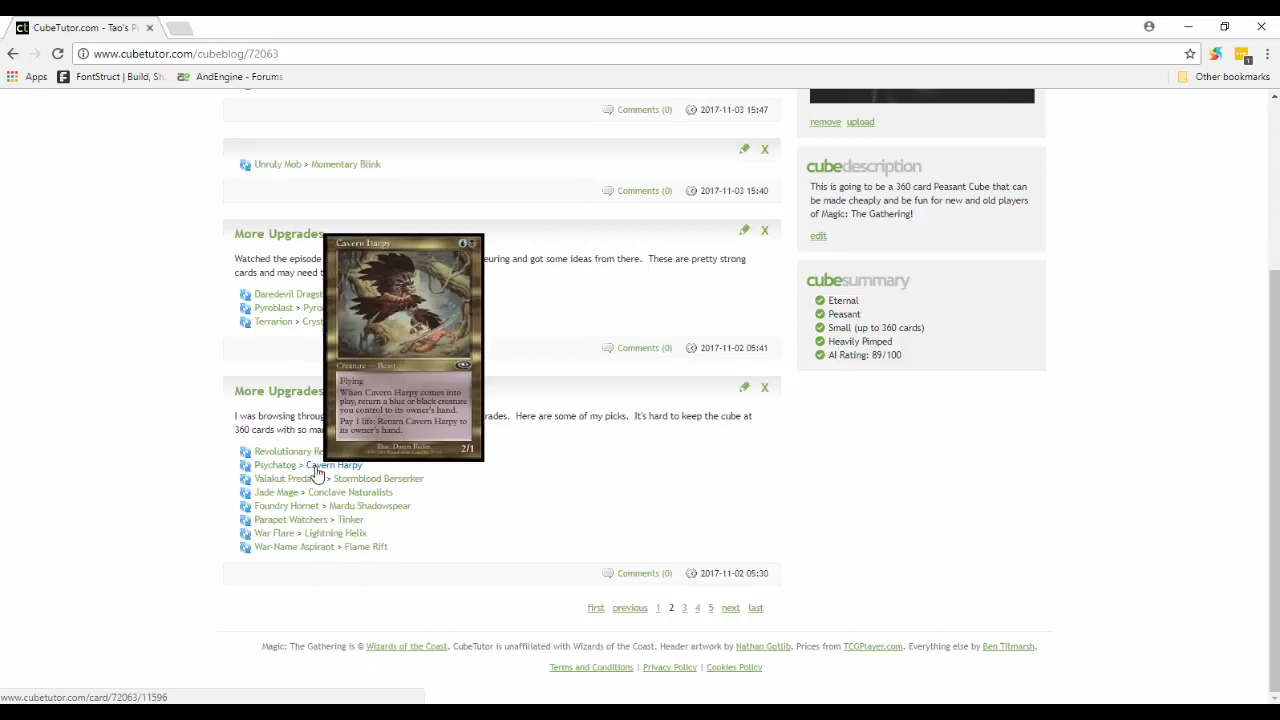 CubeTutor.com - Tao's P
www.cubetutor.com/cubeblog/72063
Apps
FontStruct | Build, Sh
AndEngine - Forums
Other bookmarks
Comments (0)
2017-11-03 15:47
X
Unruly Mob > Momentary Blink
Comments (0)
2017-11-03 15:40
More Upgrades
X
Watched the episode
euring and got some ideas from there. These are pretty strong
cards and may need t
Daredevil Dragst
Pyroblast > Pyro
Terrarion > Cryst
Comments (0)
2017-11-02 05:41
More Upgrades
X
I was browsing throug
rades. Here are some of my picks. It's hard to keep the cube at
360 cards with so ma
Revolutionary Re
Psychatog > Cavern Harpy
Valakut Preda > Stormblood Berserker
Jade Mage > Conclave Naturalists
Foundry Hornet > Mardu Shadowspear
Parapet Watchers > Tinker
War Flare > Lightning Helix
War-Name Aspirant > Flame Rift
Comments (0)
2017-11-02 05:30
first previous 1 2 3 4 5 next last
Cavern Harpy
Creature — Beast
Flying
When Cavern Harpy comes into
play, return a blue or black creature
you control to its owner's hand.
Pay 1 life: Return Cavern Harpy to
its owner's hand.
2/1
remove upload
cubedescription
This is going to be a 360 card Peasant Cube that can
be made cheaply and be fun for new and old players
of Magic: The Gathering!
edit
cubesummary
Eternal
Peasant
Small (up to 360 cards)
Heavily Pimped
AI Rating: 89/100
Magic: The Gathering is © Wizards of the Coast. CubeTutor is unaffiliated with Wizards of the Coast. Header artwork by Nathan Gotlib. Prices from TCGPlayer.com. Everything else by Ben Titmarsh.
Terms and Conditions | Privacy Policy | Cookies Policy
www.cubetutor.com/card/72063/11596